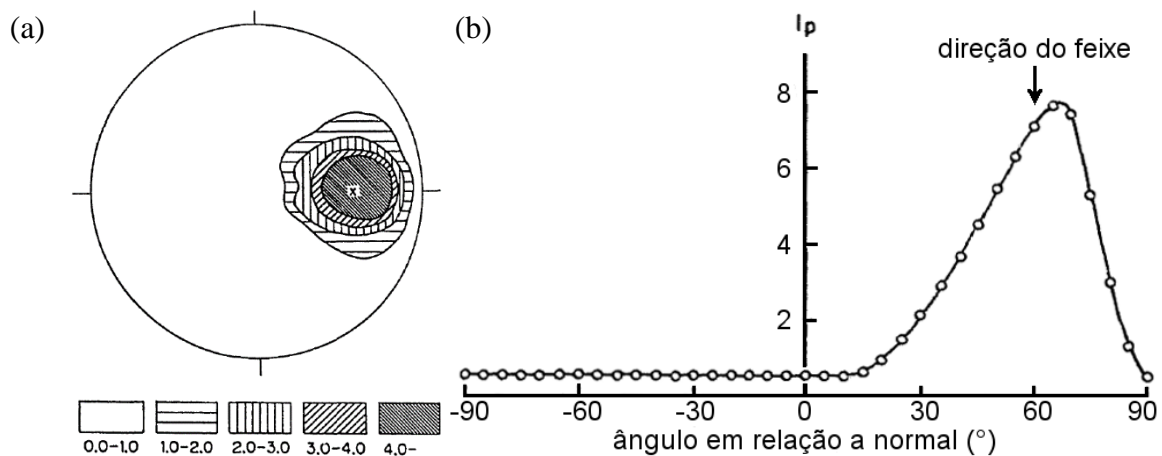 (a)
0.0-1.0 1.0-2.0 2.0-3.0 3.0-4.0 4.0-
(b)
Ip
direção do feixe
8
6
4
2
-90 -60 -30 0 30 60 90
ângulo em relação a normal (°)